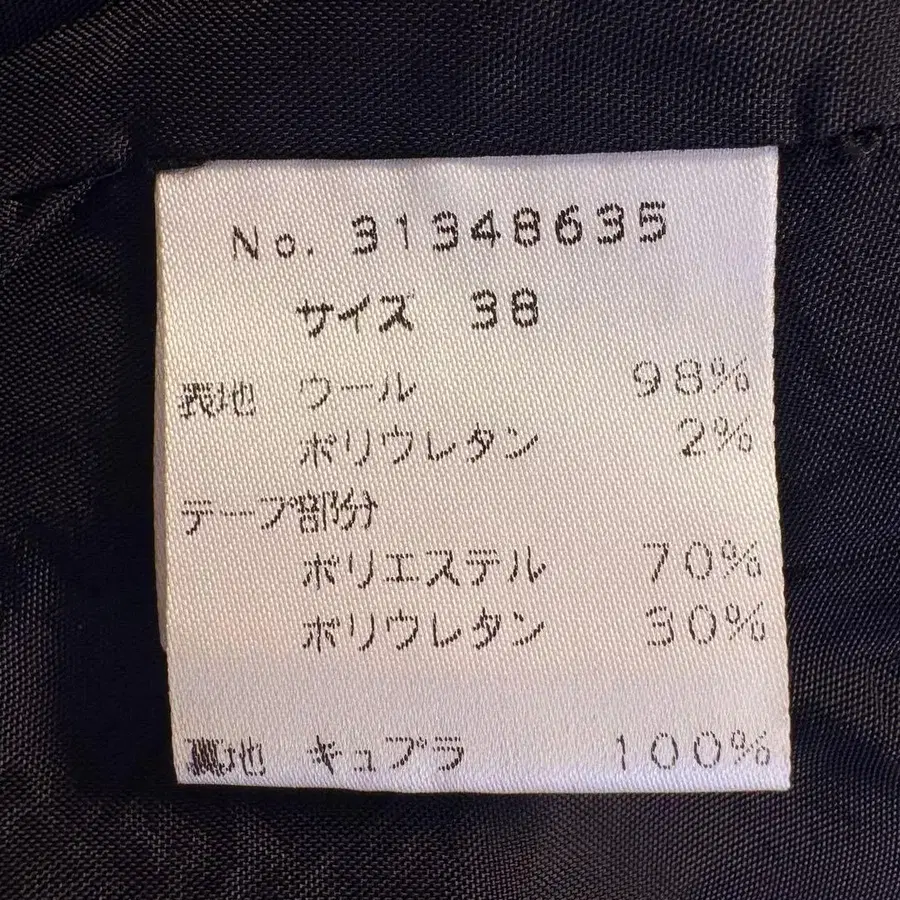 No. 31348635
サイズ 38
表地 ウール 98%
ポリウレタン 2%
テープ部分
ポリエステル 70%
ポリウレタン 30%
裏地 キュプラ 100%